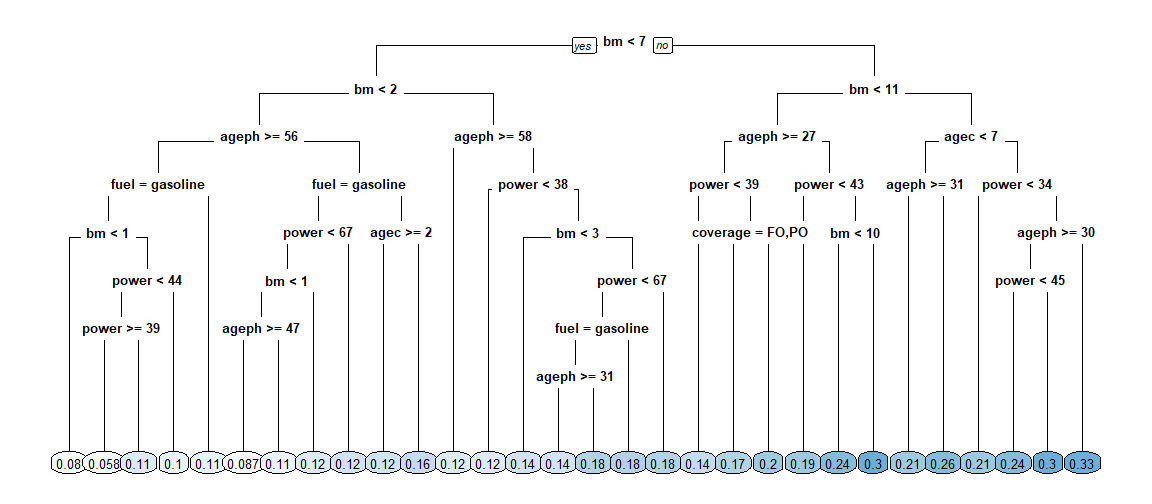 yes bm < 7 no
bm < 2 bm < 11
ageph >= 56 ageph >= 58 ageph >= 27 agec < 7
fuel = gasoline fuel = gasoline power < 38 power < 39 power < 43 ageph >= 31 power < 34
bm < 1 power < 67 agec >= 2 bm < 3 coverage = FO,PO bm < 10 ageph >= 30
power < 44 bm < 1 power < 67 power < 45
power >= 39 ageph >= 47 fuel = gasoline
ageph >= 31
0.08 0.058 0.11 0.1 0.11 0.087 0.11 0.12 0.12 0.12 0.16 0.12 0.12 0.14 0.14 0.18 0.18 0.18 0.14 0.17 0.2 0.19 0.24 0.3 0.21 0.26 0.21 0.24 0.3 0.33